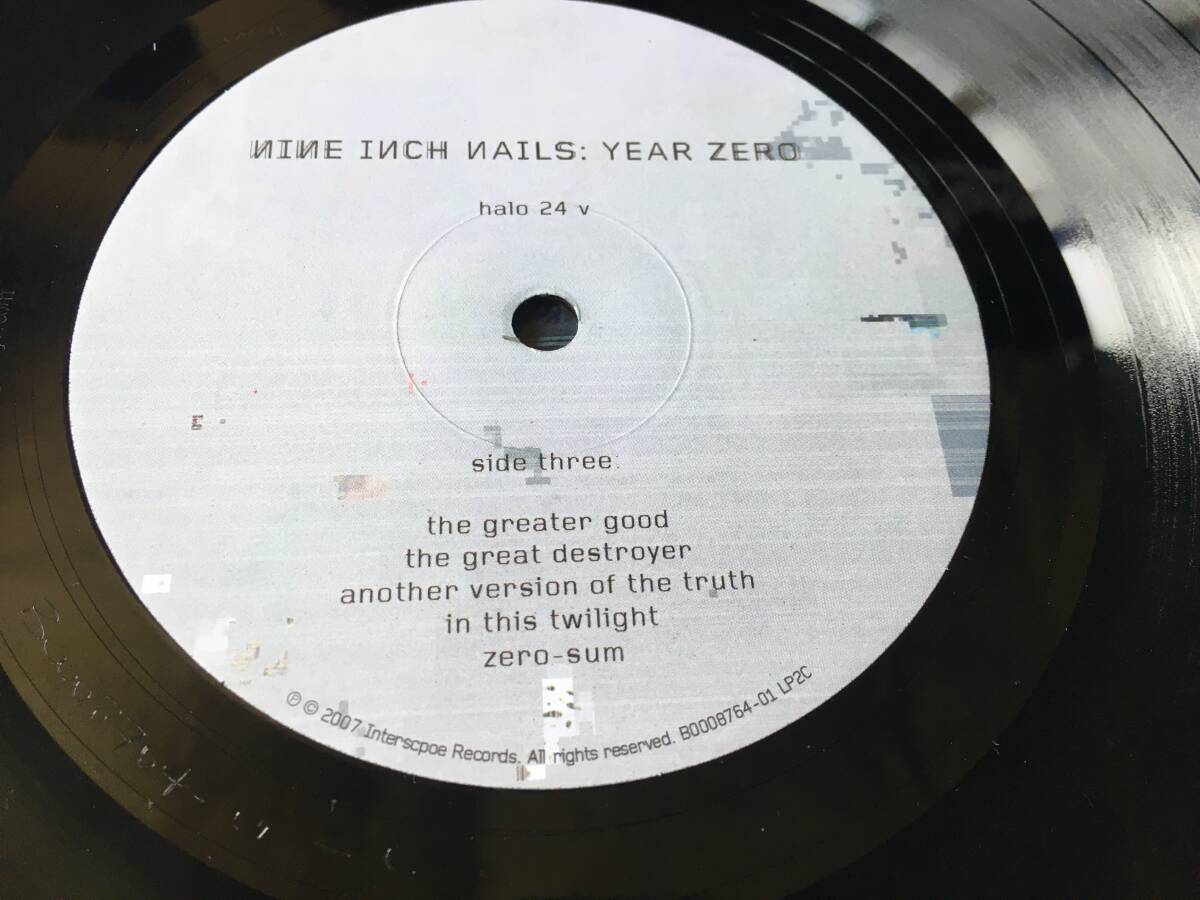 NINE INCH NAILS: YEAR ZERO
halo 24 v
side three:
the greater good
the great destroyer
another version of the truth
in this twilight
zero-sum
℗ © 2007 Interscpoe Records. All rights reserved. B0008764-01 LP2C